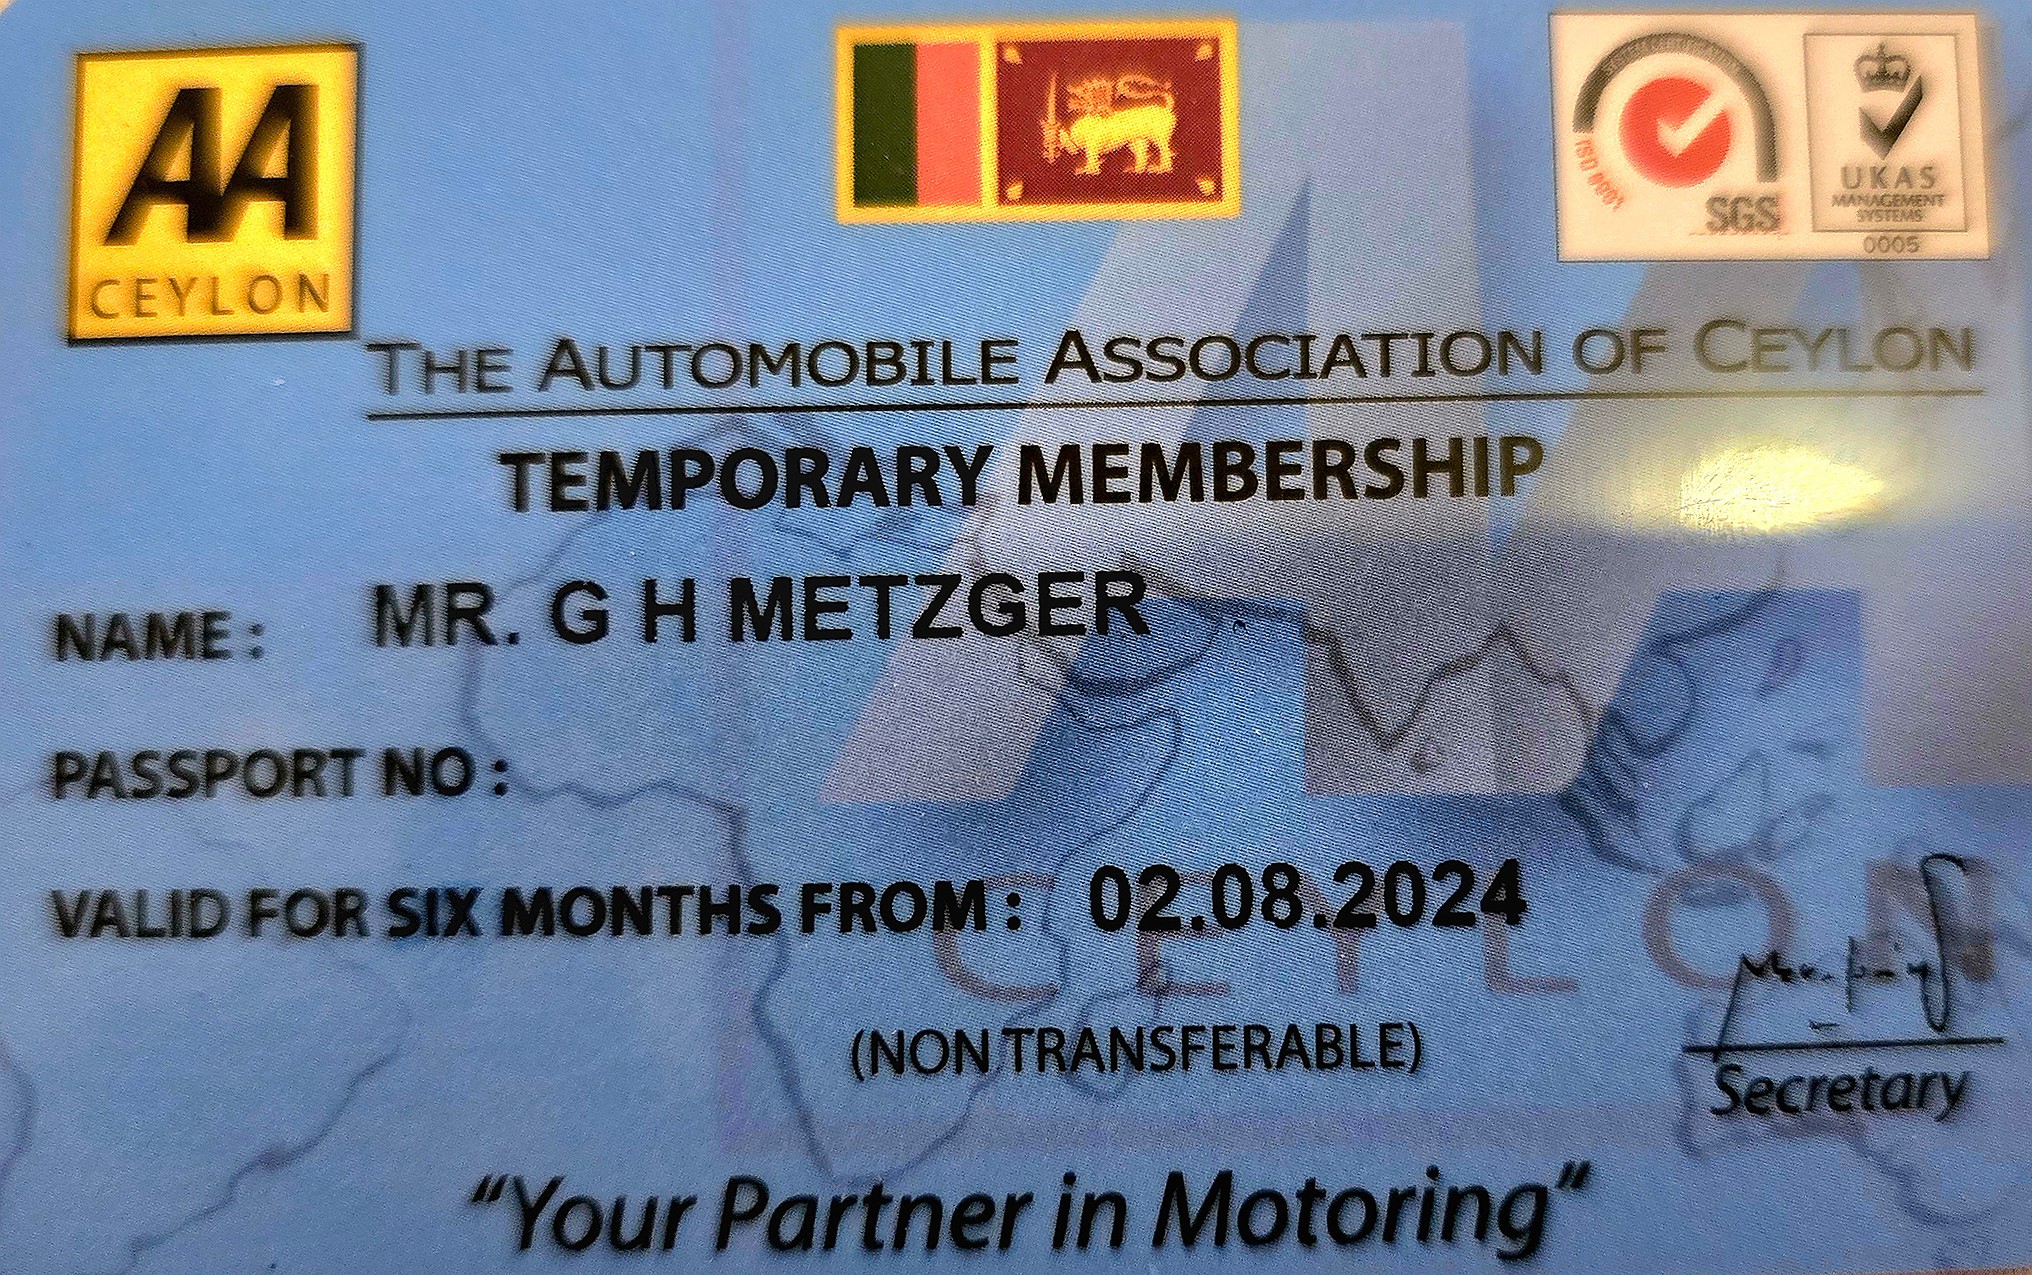 AA
CEYLON
ISO 9001
SGS
UKAS
MANAGEMENT
SYSTEMS
0005
THE AUTOMOBILE ASSOCIATION OF CEYLON
TEMPORARY MEMBERSHIP
NAME : MR. G H METZGER
PASSPORT NO :
VALID FOR SIX MONTHS FROM : 02.08.2024
CEYLON
(NON TRANSFERABLE)
Secretary
"Your Partner in Motoring"